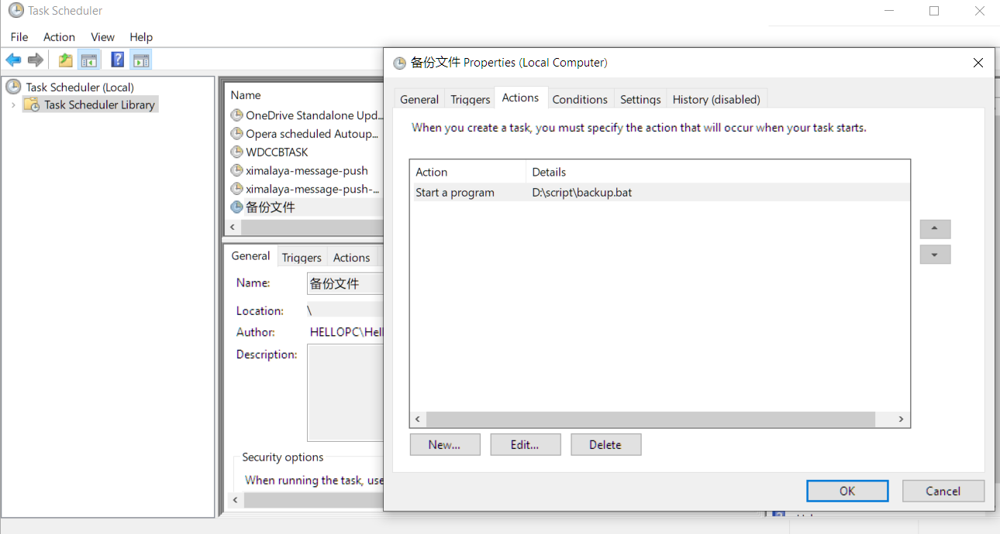 Task Scheduler
File Action View Help
Task Scheduler (Local)
Task Scheduler Library
Name
OneDrive Standalone Upd...
Opera scheduled Autoup...
WDCCBTASK
ximalaya-message-push
ximalaya-message-push-...
备份文件
General Triggers Actions
Name: 备份文件
Location: \
Author: HELLOPC\Hell
Description:
Security options
When running the task, use
备份文件 Properties (Local Computer)
General Triggers Actions Conditions Settings History (disabled)
When you create a task, you must specify the action that will occur when your task starts.
Action Details
Start a program D:\script\backup.bat
New... Edit... Delete
OK Cancel